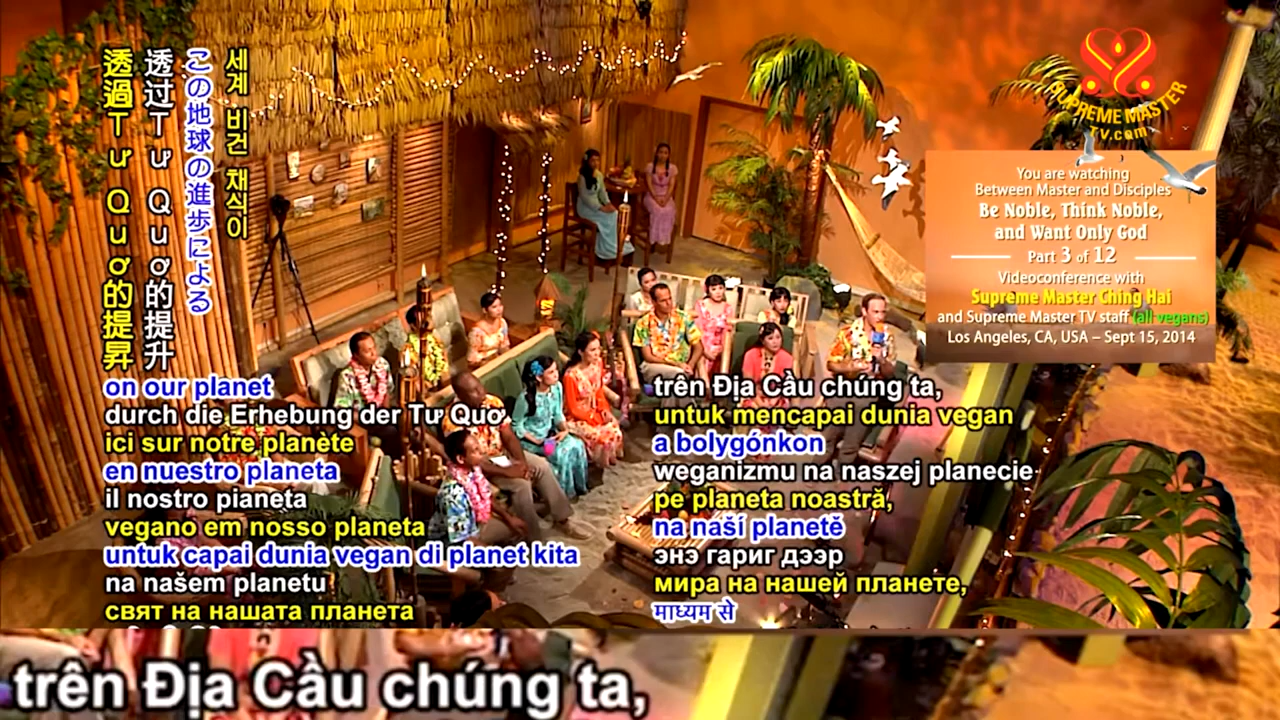 세계 비건 채식이
この地球の進歩による
透过Tư Quơ的提升
透過Tư Quơ的提昇
SUPREME MASTER
TV.com
You are watching
Between Master and Disciples
Be Noble, Think Noble,
and Want Only God
Part 3 of 12
Videoconference with
Supreme Master Ching Hai
and Supreme Master TV staff (all vegans)
Los Angeles, CA, USA – Sept 15, 2014
on our planet
durch die Erhebung der Tư Quơ
ici sur notre planète
en nuestro planeta
il nostro pianeta
vegano em nosso planeta
untuk capai dunia vegan di planet kita
na našem planetu
свят на нашата планета
trên Địa Cầu chúng ta,
untuk mencapai dunia vegan
a bolygónkon
weganizmu na naszej planecie
pe planeta noastră,
na naší planetě
энэ гариг дээр
мира на нашей планете,
माध्यम से
trên Địa Cầu chúng ta,